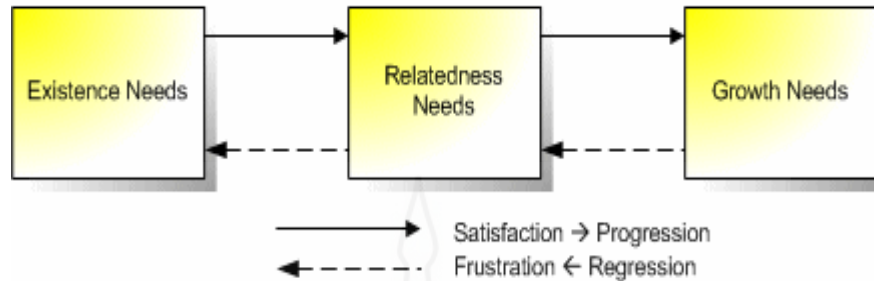 Existence Needs
Relatedness
Needs
Growth Needs
Satisfaction → Progression
Frustration ← Regression